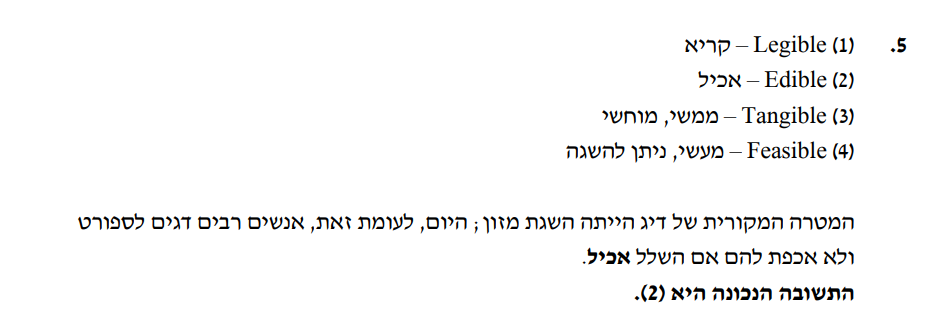 5. (1) Legible – קריא
(2) Edible – אכיל
(3) Tangible – ממשי, מוחשי
(4) Feasible – מעשי, ניתן להשגה
המטרה המקורית של דיג הייתה השגת מזון; היום, לעומת זאת, אנשים רבים דגים לספורט
ולא אכפת להם אם השלל אכיל.
התשובה הנכונה היא (2).